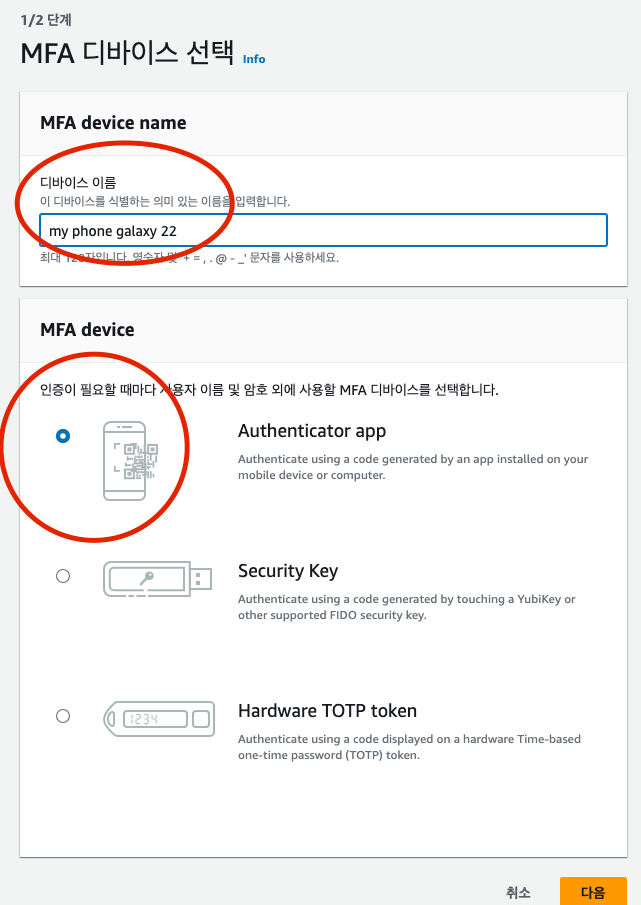 1/2 단계
MFA 디바이스 선택 Info
MFA device name
디바이스 이름
이 디바이스를 식별하는 의미 있는 이름을 입력합니다.
my phone galaxy 22
최대 128자입니다. 영숫자 및 '+ = , . @ - _' 문자를 사용하세요.
MFA device
인증이 필요할 때마다 사용자 이름 및 암호 외에 사용할 MFA 디바이스를 선택합니다.
Authenticator app
Authenticate using a code generated by an app installed on your
mobile device or computer.
Security Key
Authenticate using a code generated by touching a YubiKey or
other supported FIDO security key.
1234
Hardware TOTP token
Authenticate using a code displayed on a hardware Time-based
one-time password (TOTP) token.
취소
다음